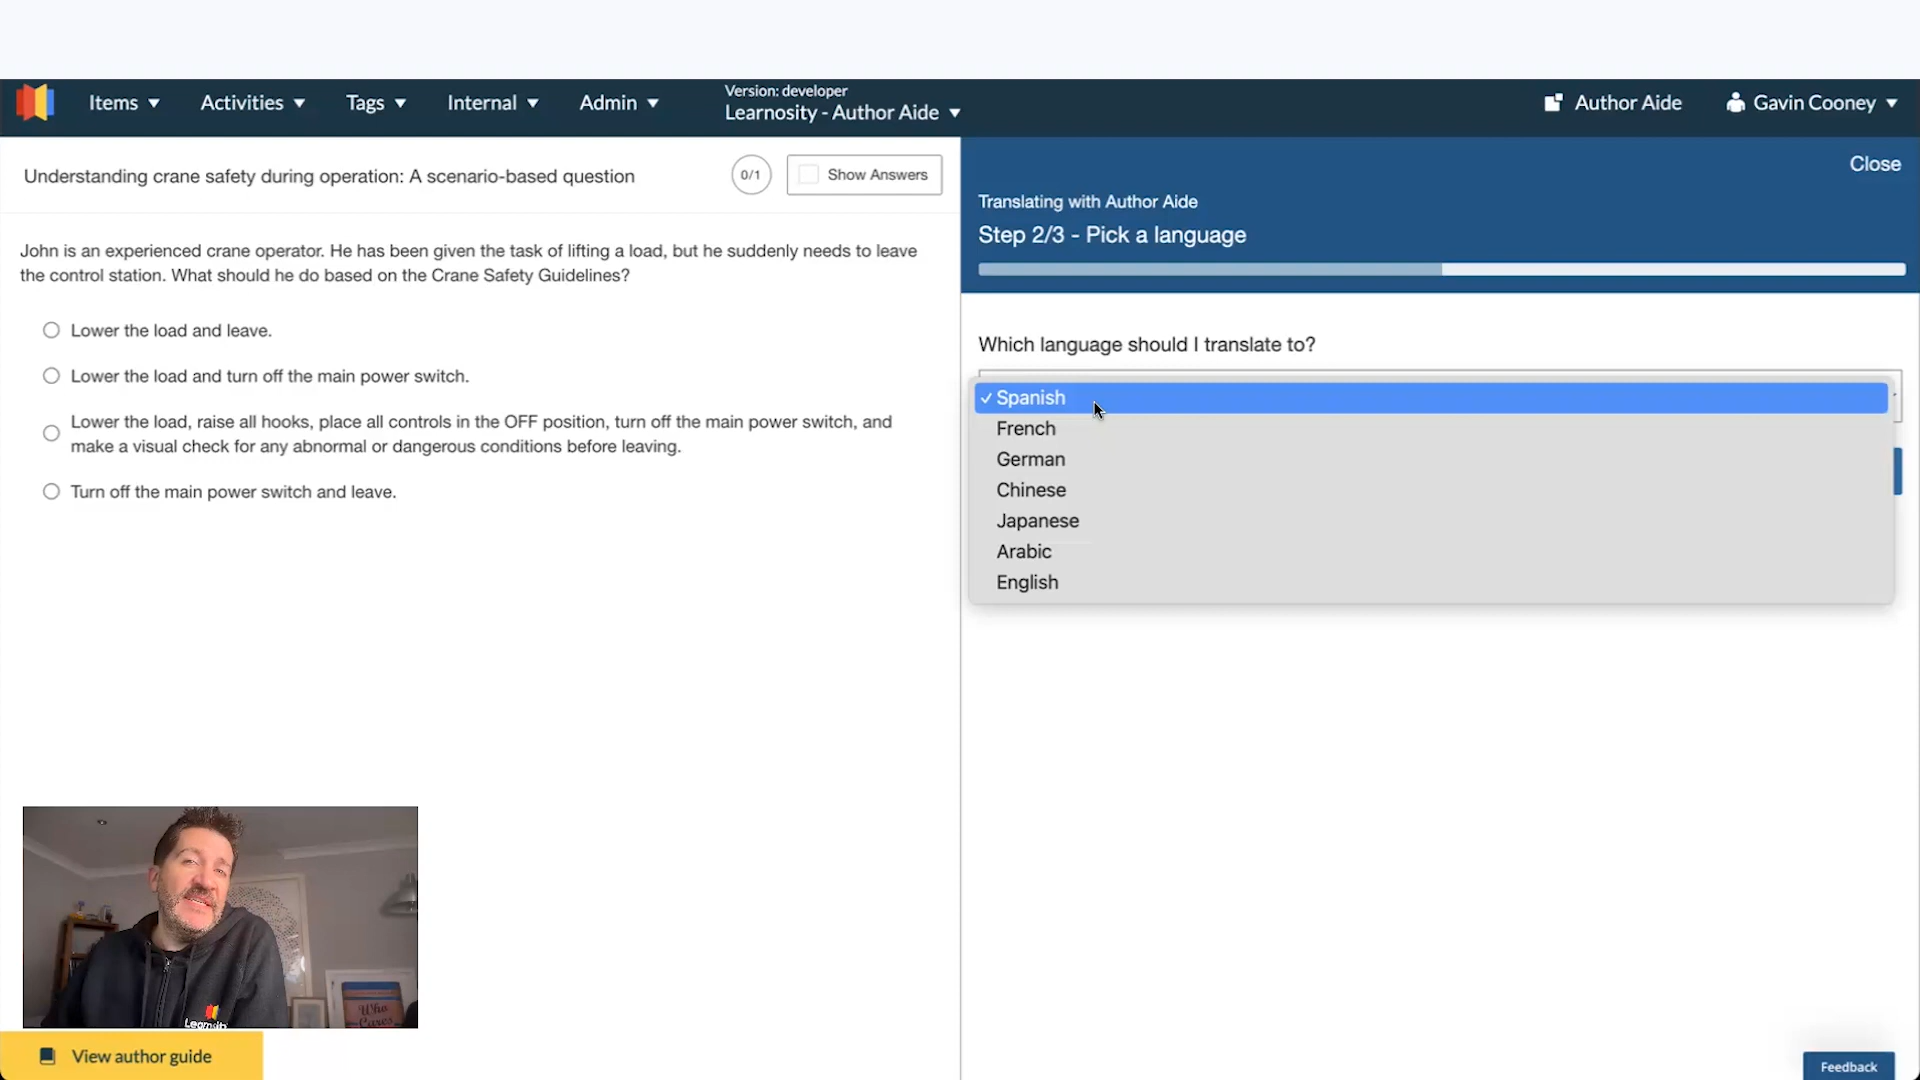 Items
Activities
Tags
Internal
Admin
Version: developer
Learnosity - Author Aide
Author Aide
Gavin Cooney
Understanding crane safety during operation: A scenario-based question
0/1
Show Answers
John is an experienced crane operator. He has been given the task of lifting a load, but he suddenly needs to leave
the control station. What should he do based on the Crane Safety Guidelines?
Lower the load and leave.
Lower the load and turn off the main power switch.
Lower the load, raise all hooks, place all controls in the OFF position, turn off the main power switch, and
make a visual check for any abnormal or dangerous conditions before leaving.
Turn off the main power switch and leave.
Close
Translating with Author Aide
Step 2/3 - Pick a language
Which language should I translate to?
✓ Spanish
French
German
Chinese
Japanese
Arabic
English
Who
Cares
View author guide
Feedback